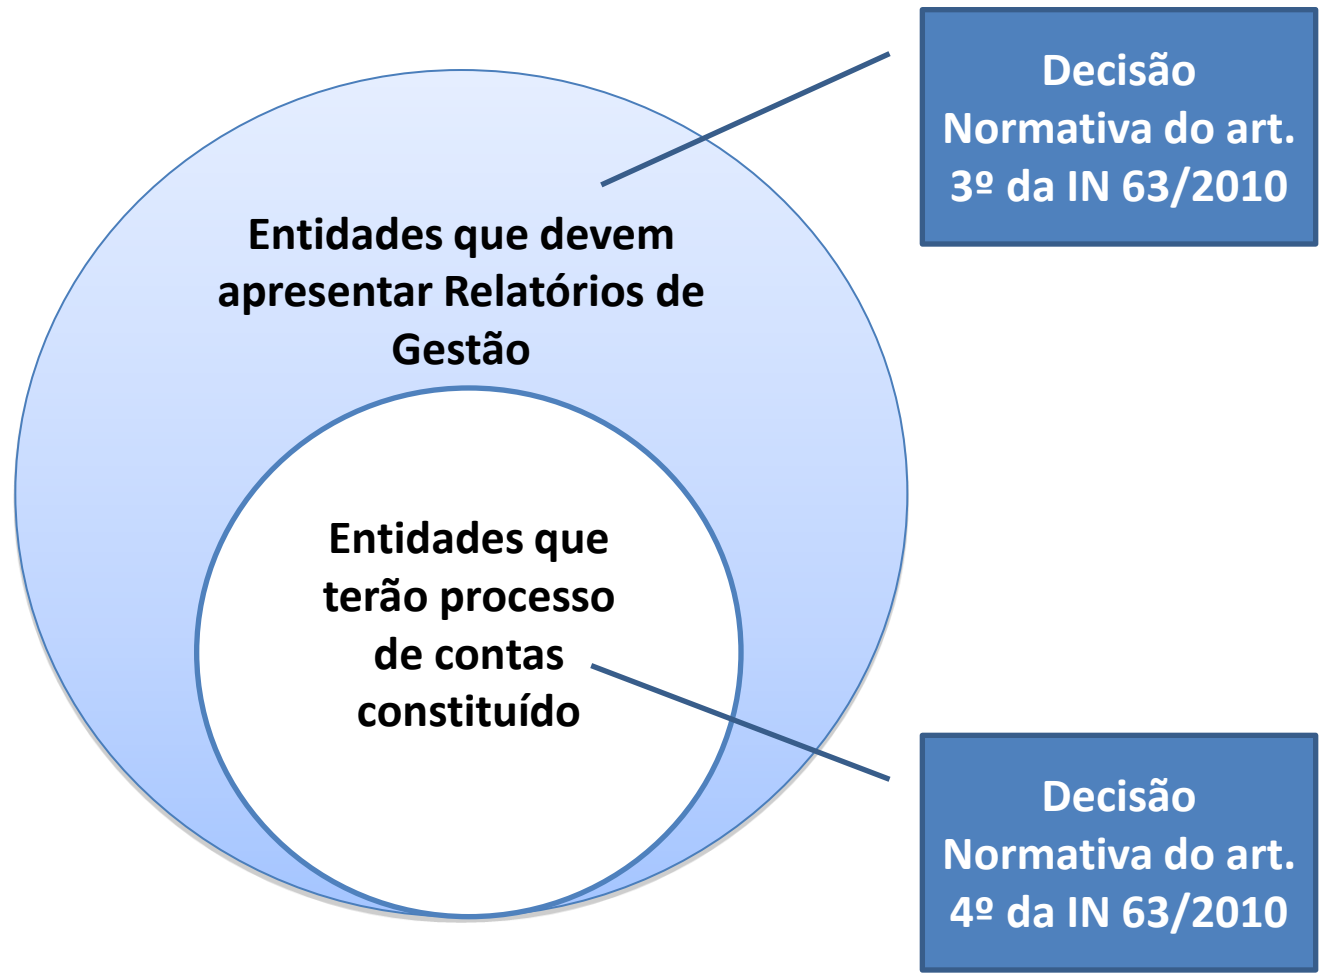 Decisão
Normativa do art.
3º da IN 63/2010
Entidades que devem
apresentar Relatórios de
Gestão
Entidades que
terão processo
de contas
constituído
Decisão
Normativa do art.
4º da IN 63/2010